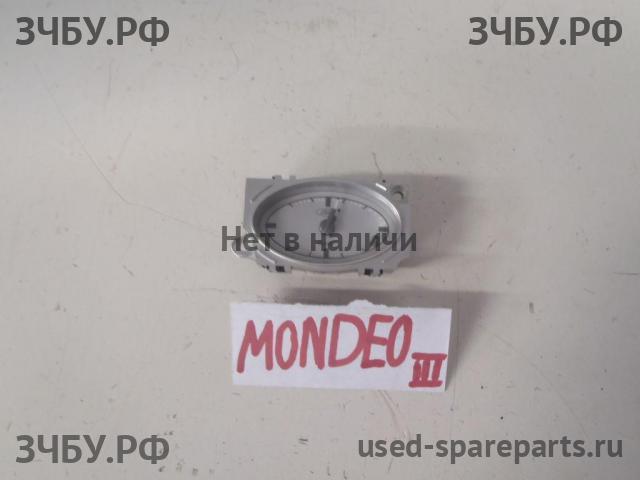 ЗЧБУ.РФ
ЗЧБУ.РФ
Нет в наличи
MONDEO III
ЗЧБУ.РФ
used-spareparts.ru